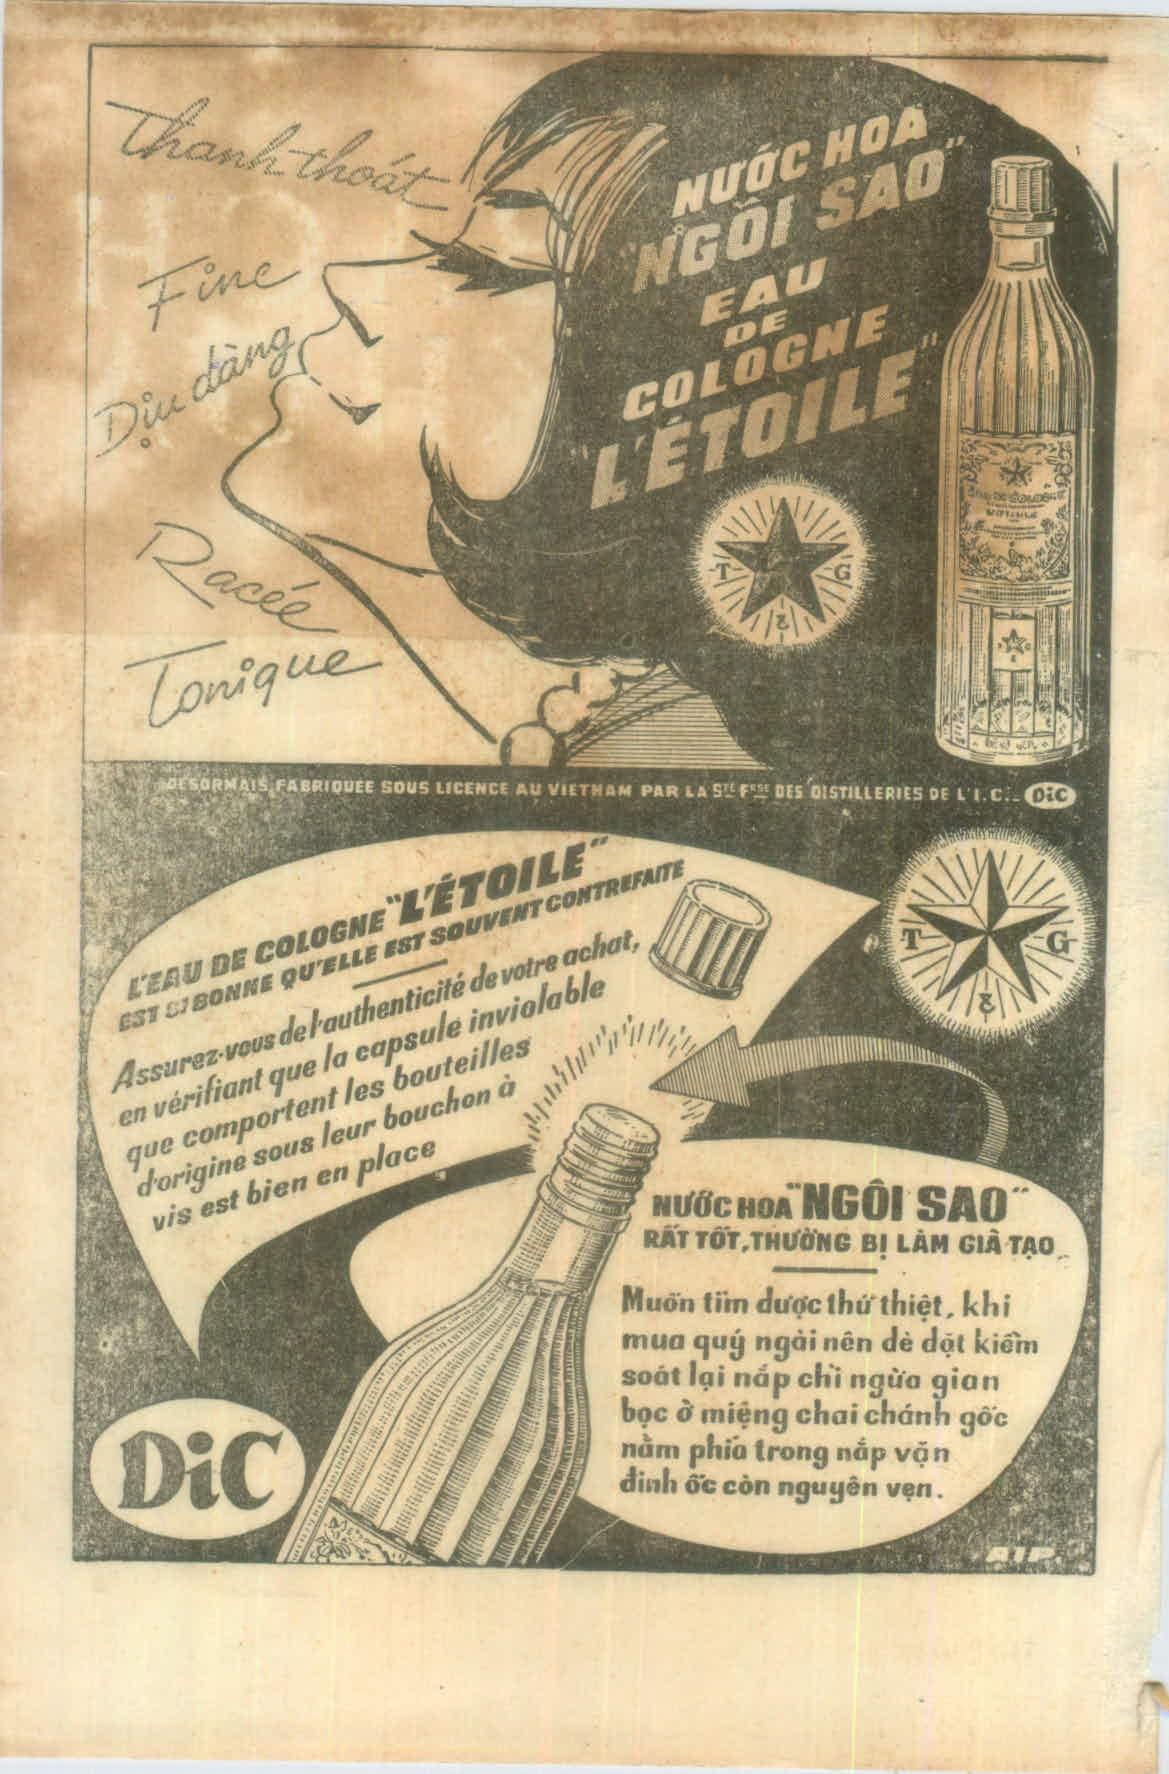 Thanh-thoát
Fine
Dịu dàng
Racée
Tonique
NƯỚC HOA
"NGÔI SAO"
EAU
DE
COLOGNE
"L'ÉTOILE"
T G
&
EAU DE COLOGNE
DÉSORMAIS FABRIQUÉE SOUS LICENCE AU VIETNAM PAR LA STÉ FSE DES DISTILLERIES DE L'I.C. _ DiC
L'EAU DE COLOGNE "L'ÉTOILE"
EST SI BONNE QU'ELLE EST SOUVENT CONTREFAITE
Assurez-vous de l'authenticité de votre achat,
en vérifiant que la capsule inviolable
que comportent les bouteilles
d'origine sous leur bouchon à
vis est bien en place
T G
&
NƯỚC HOA "NGÔI SAO"
RẤT TỐT, THƯỜNG BỊ LÀM GIẢ TẠO
Muốn tìm được thứ thiệt, khi
mua quý ngài nên dè dặt kiểm
soát lại nắp chì ngừa gian
bọc ở miệng chai chánh gốc
nằm phía trong nắp vặn
đinh ốc còn nguyên vẹn.
DiC
AIP.